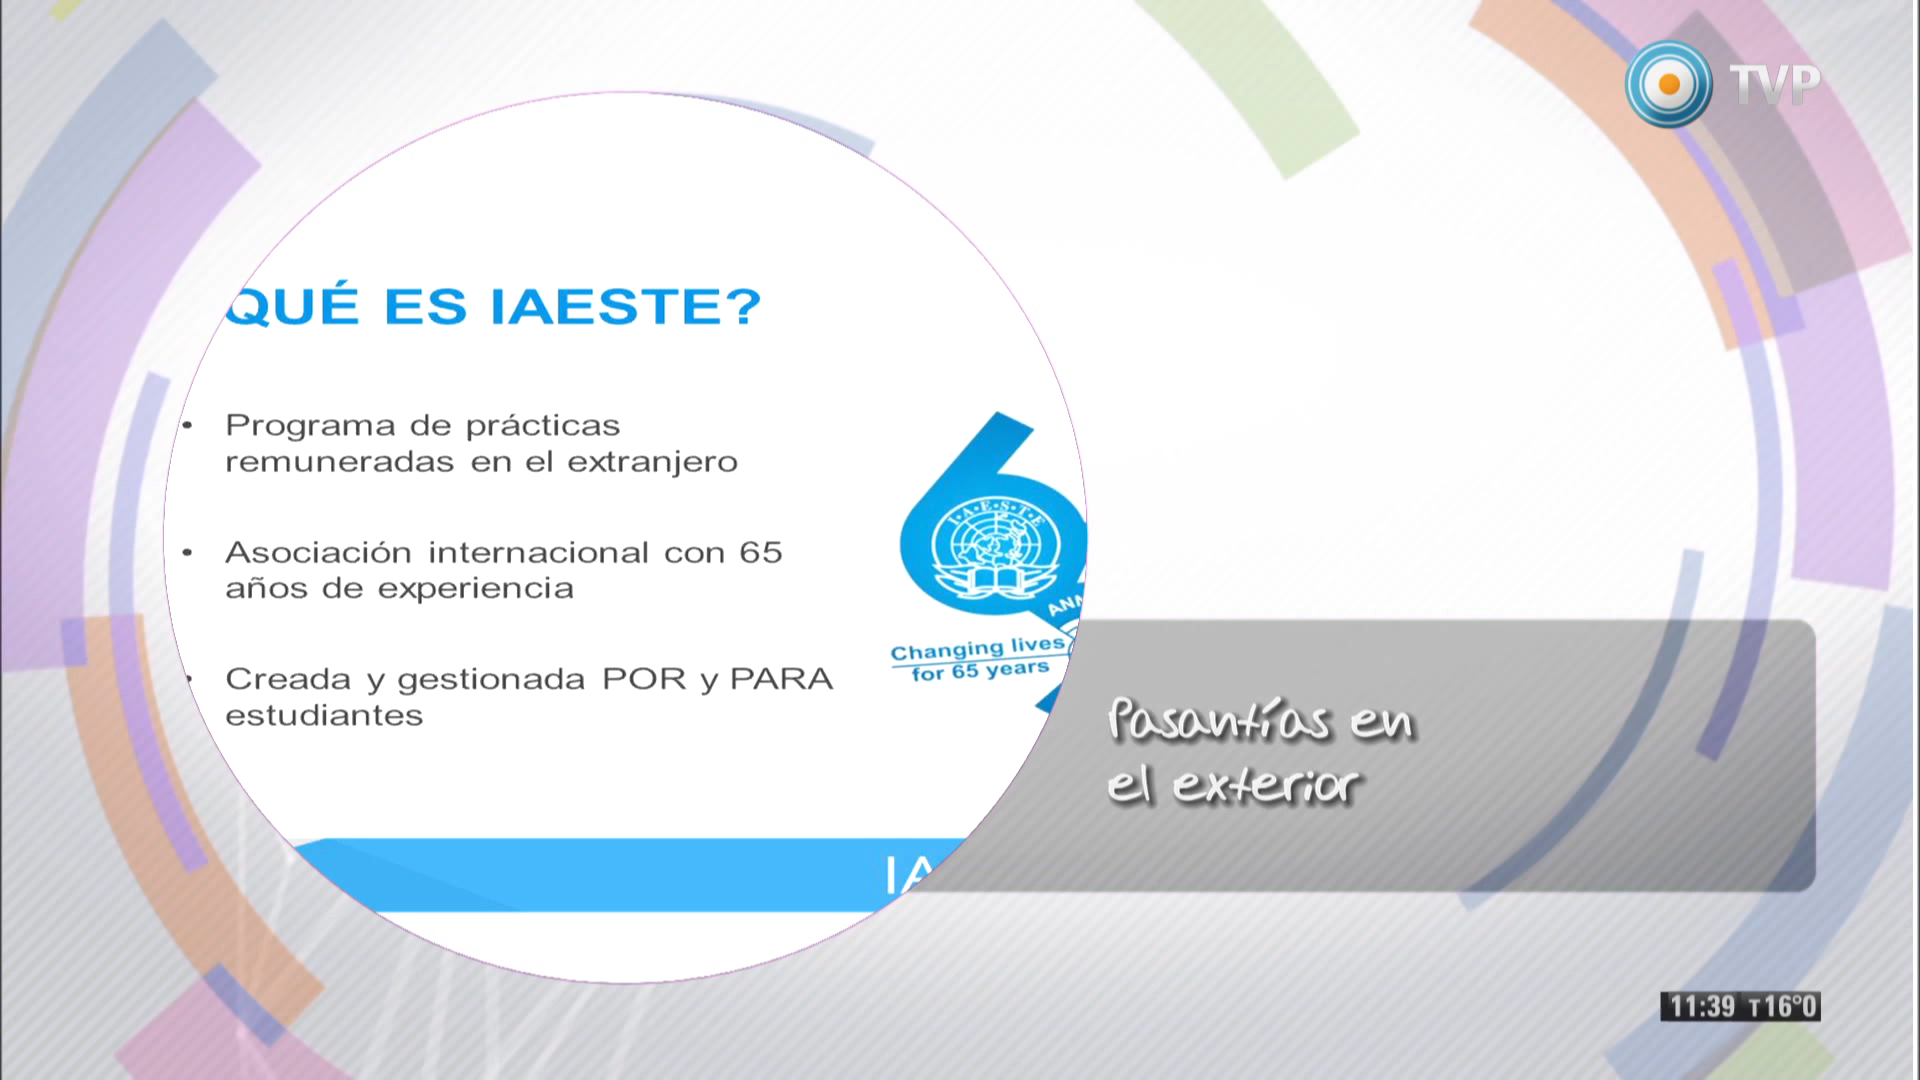 TVP
QUÉ ES IAESTE?
• Programa de prácticas
remuneradas en el extranjero
• Asociación internacional con 65
años de experiencia
• Creada y gestionada POR y PARA
estudiantes
I•A•E•S•T•E
Changing lives
for 65 years
Pasantías en
el exterior
11:39 T16°0